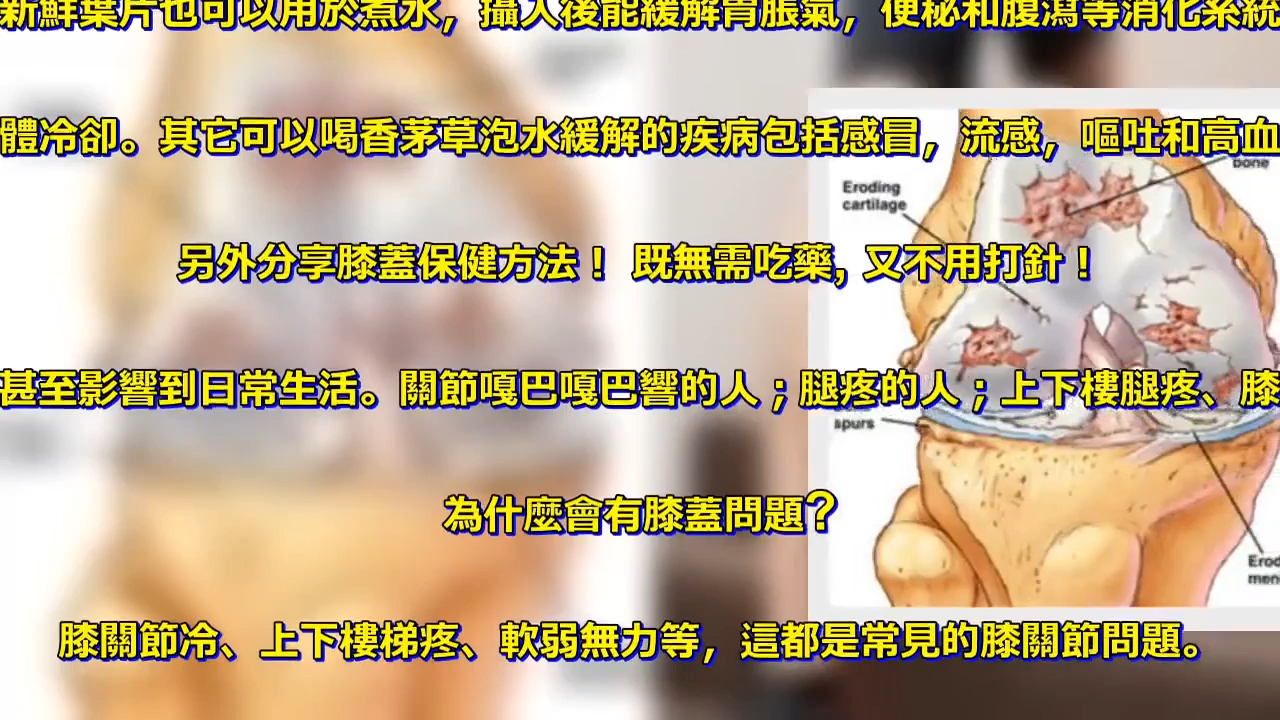 新鮮葉片也可以用於煮水，攝入後能緩解胃脹氣，便秘和腹瀉等消化系統
體冷卻。其它可以喝香茅草泡水緩解的疾病包括感冒，流感，嘔吐和高血
bone
Eroding
cartilage
另外分享膝蓋保健方法！ 既無需吃藥，又不用打針！
甚至影響到日常生活。關節嘎巴嘎巴響的人；腿疼的人；上下樓腿疼、膝
spurs
為什麼會有膝蓋問題?
Erod
men
膝關節冷、上下樓梯疼、軟弱無力等，這都是常見的膝關節問題。